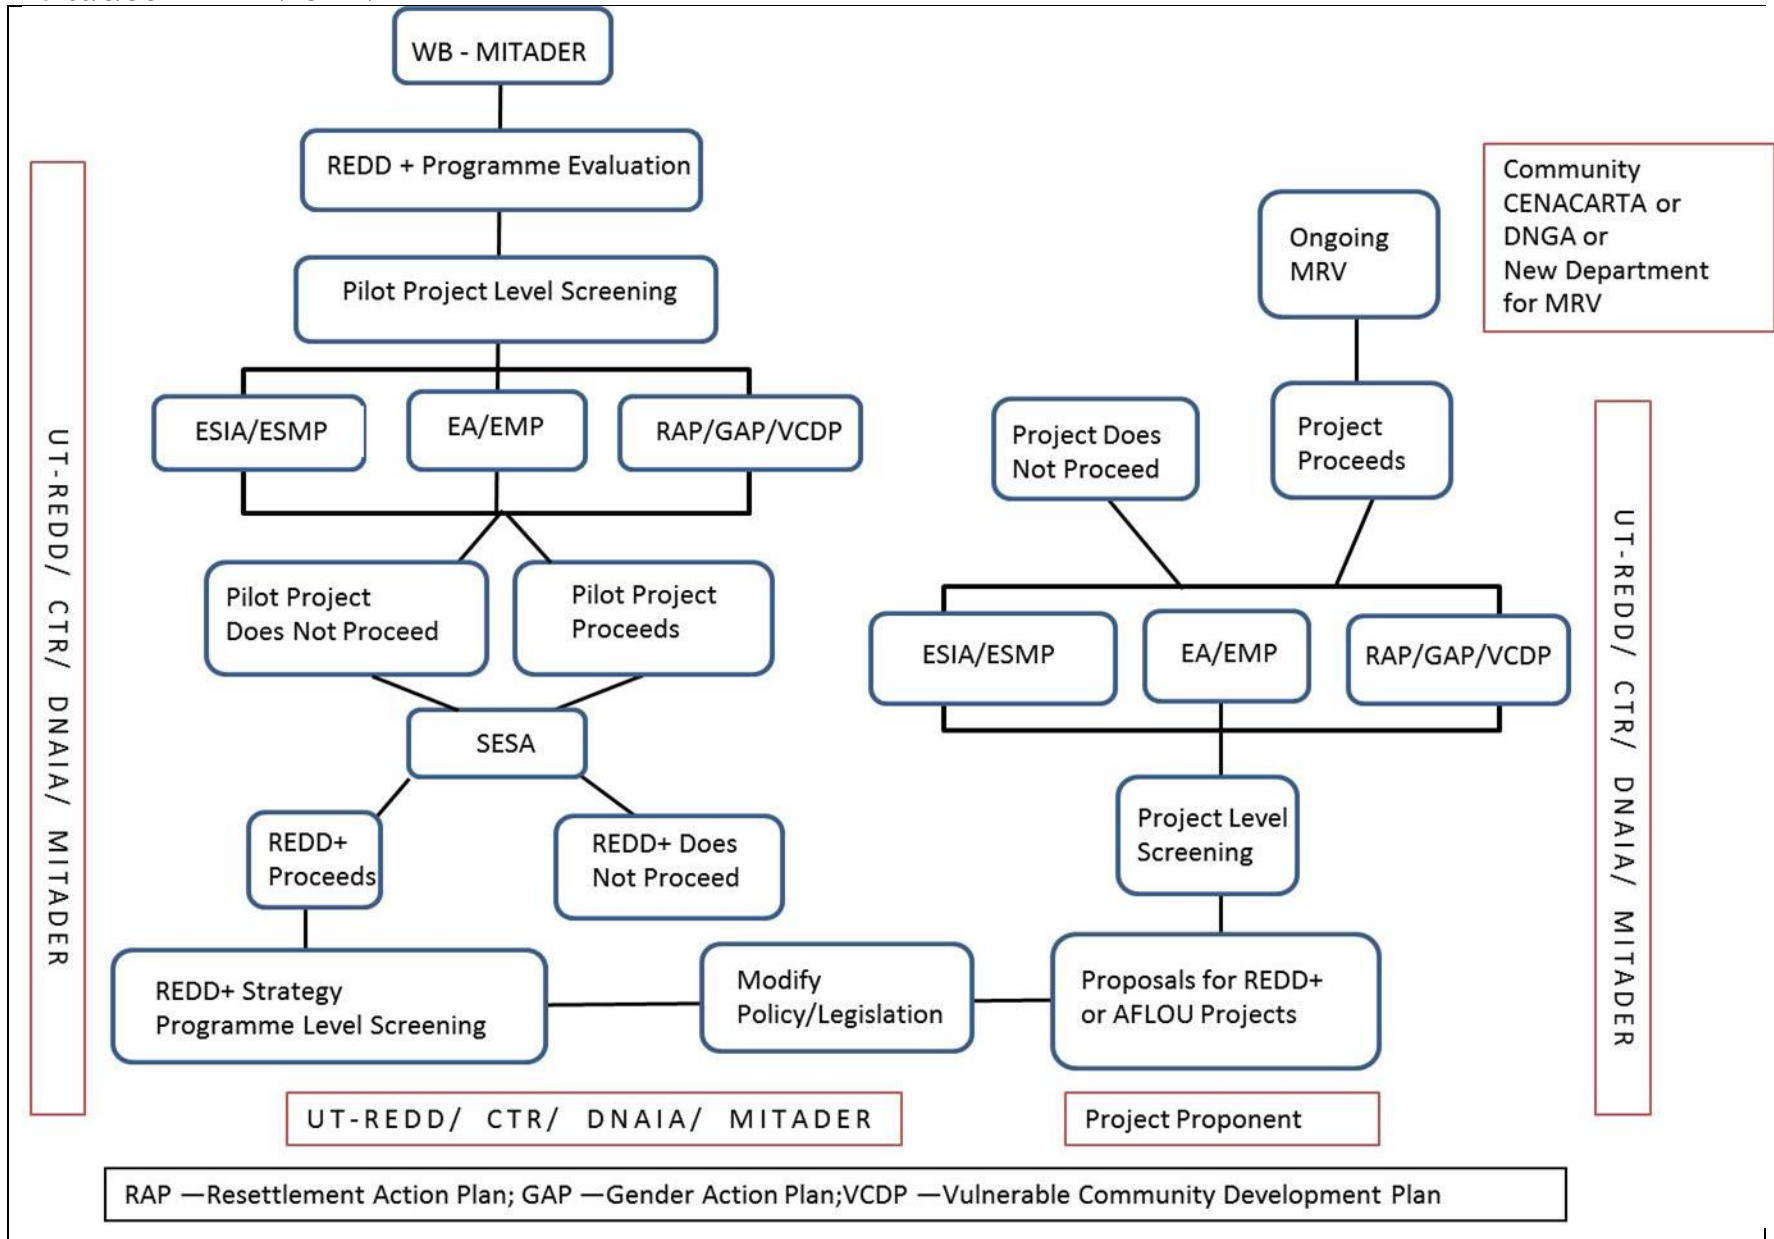 WB - MITADER
REDD + Programme Evaluation
Pilot Project Level Screening
ESIA/ESMP
EA/EMP
RAP/GAP/VCDP
Pilot Project
Does Not Proceed
Pilot Project
Proceeds
SESA
REDD+
Proceeds
REDD+ Does
Not Proceed
REDD+ Strategy
Programme Level Screening
Modify
Policy/Legislation
Proposals for REDD+
or AFLOU Projects
Project Level
Screening
ESIA/ESMP
EA/EMP
RAP/GAP/VCDP
Project Does
Not Proceed
Project
Proceeds
Ongoing
MRV
Community
CENACARTA or
DNGA or
New Department
for MRV
UT-REDD/ CTR/ DNAIA/ MITADER
UT-REDD/ CTR/ DNAIA/ MITADER
UT-REDD/ CTR/ DNAIA/ MITADER
Project Proponent
RAP —Resettlement Action Plan; GAP —Gender Action Plan;VCDP —Vulnerable Community Development Plan